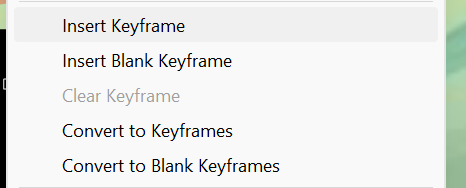 Insert Keyframe
Insert Blank Keyframe
Clear Keyframe
Convert to Keyframes
Convert to Blank Keyframes